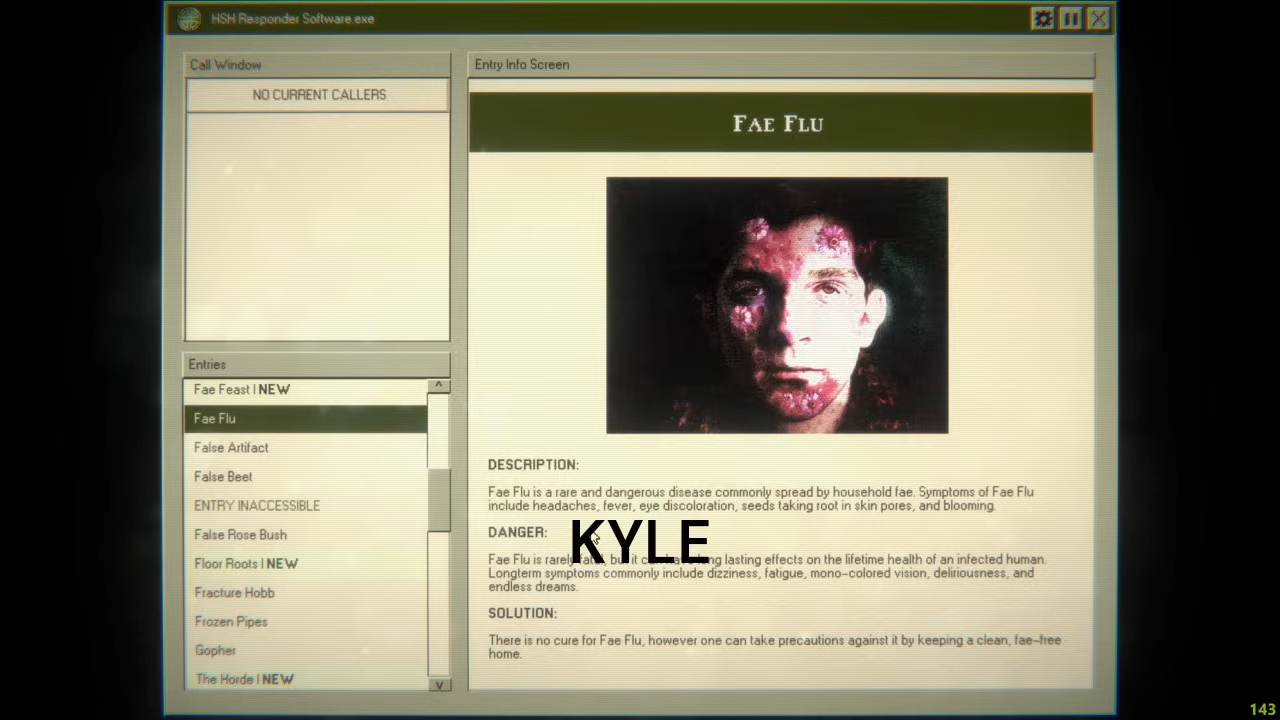 HSH Responder Software.exe
Call Window
NO CURRENT CALLERS
Entries
Fae Feast | NEW
Fae Flu
False Artifact
False Beet
ENTRY INACCESSIBLE
False Rose Bush
Floor Roots | NEW
Fracture Hobb
Frozen Pipes
Gopher
The Horde | NEW
Entry Info Screen
FAE FLU
DESCRIPTION:
Fae Flu is a rare and dangerous disease commonly spread by household fae. Symptoms of Fae Flu
include headaches, fever, eye discoloration, seeds taking root in skin pores, and blooming.
DANGER:
KYLE
Fae Flu is rarely lasting effects on the lifetime health of an infected human.
Longterm symptoms commonly include dizziness, fatigue, mono-colored vision, deliriousness, and
endless dreams.
SOLUTION:
There is no cure for Fae Flu, however one can take precautions against it by keeping a clean, fae-free
home.
143